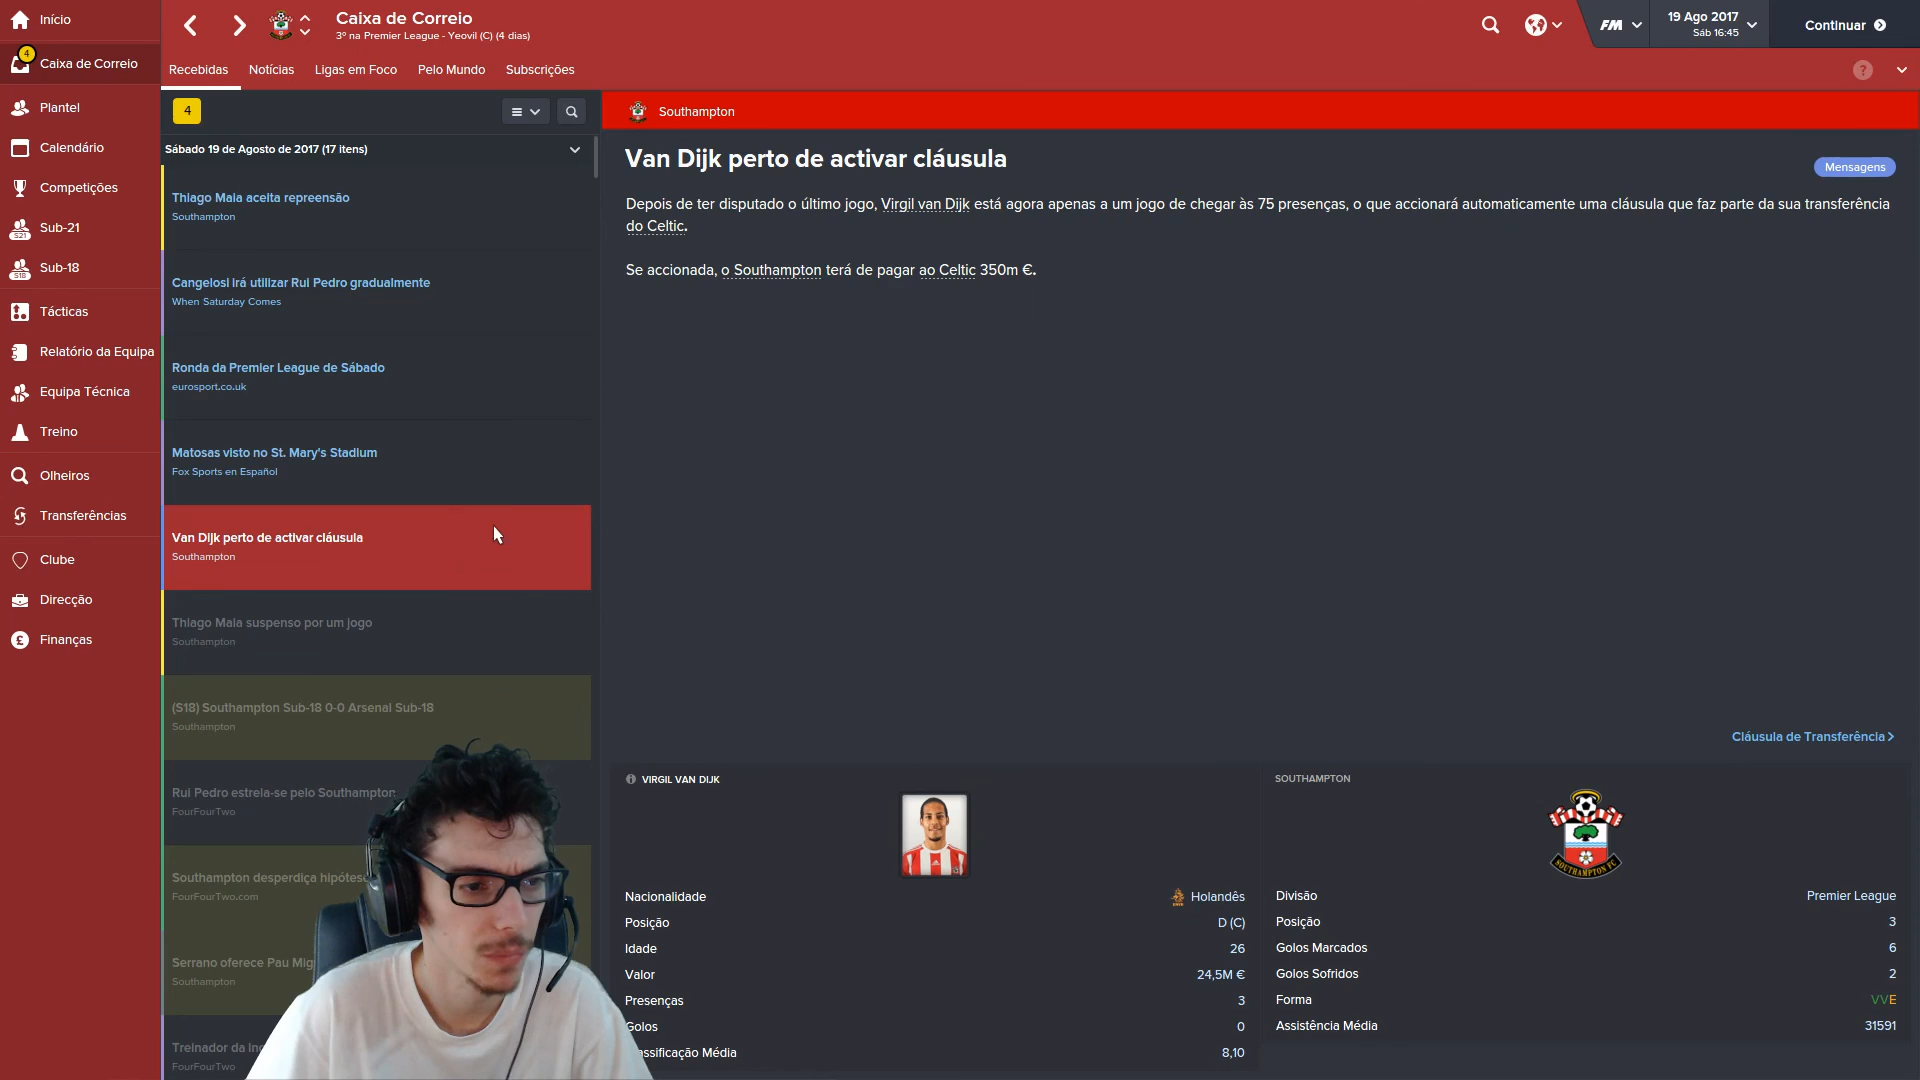 Início
4
Caixa de Correio
Plantel
Calendário
Competições
Sub-21
Sub-18
Tácticas
Relatório da Equipa
Equipa Técnica
Treino
Olheiros
Transferências
Clube
Direcção
Finanças
Caixa de Correio
3º na Premier League - Yeovil (C) (4 dias)
FM
19 Ago 2017
Sáb 16:45
Continuar
Recebidas
Notícias
Ligas em Foco
Pelo Mundo
Subscrições
?
4
Sábado 19 de Agosto de 2017 (17 itens)
Thiago Maia aceita repreensão
Southampton
Cangelosi irá utilizar Rui Pedro gradualmente
When Saturday Comes
Ronda da Premier League de Sábado
eurosport.co.uk
Matosas visto no St. Mary's Stadium
Fox Sports en Español
Van Dijk perto de activar cláusula
Southampton
Thiago Maia suspenso por um jogo
Southampton
(S18) Southampton Sub-18 0-0 Arsenal Sub-18
Southampton
Rui Pedro estreia-se pelo Southampton
FourFourTwo
Southampton desperdiça
FourFourTwo.com
Serrano oferece Pau
Southampton
Treinador da
FourFourTwo
Southampton
Van Dijk perto de activar cláusula
Mensagens
Depois de ter disputado o último jogo, Virgil van Dijk está agora apenas a um jogo de chegar às 75 presenças, o que accionará automaticamente uma cláusula que faz parte da sua transferência
do Celtic.
Se accionada, o Southampton terá de pagar ao Celtic 350m €.
Cláusula de Transferência
VIRGIL VAN DIJK
Nacionalidade Holandês
Posição D (C)
Idade 26
Valor 24,5M €
Presenças 3
Golos 0
8,10
Média
SOUTHAMPTON
SOUTHAMPTON FC
Divisão Premier League
Posição 3
Golos Marcados 6
Golos Sofridos 2
Forma VVE
Assistência Média 31591